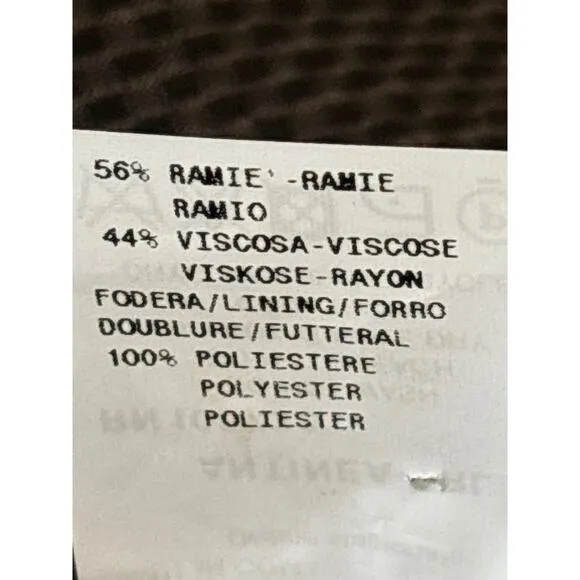 56% RAMIE'-RAMIE
RAMIO
44% VISCOSA-VISCOSE
VISKOSE-RAYON
FODERA/LINING/FORRO
DOUBLURE/FUTTERAL
100% POLIESTERE
POLYESTER
POLIESTER